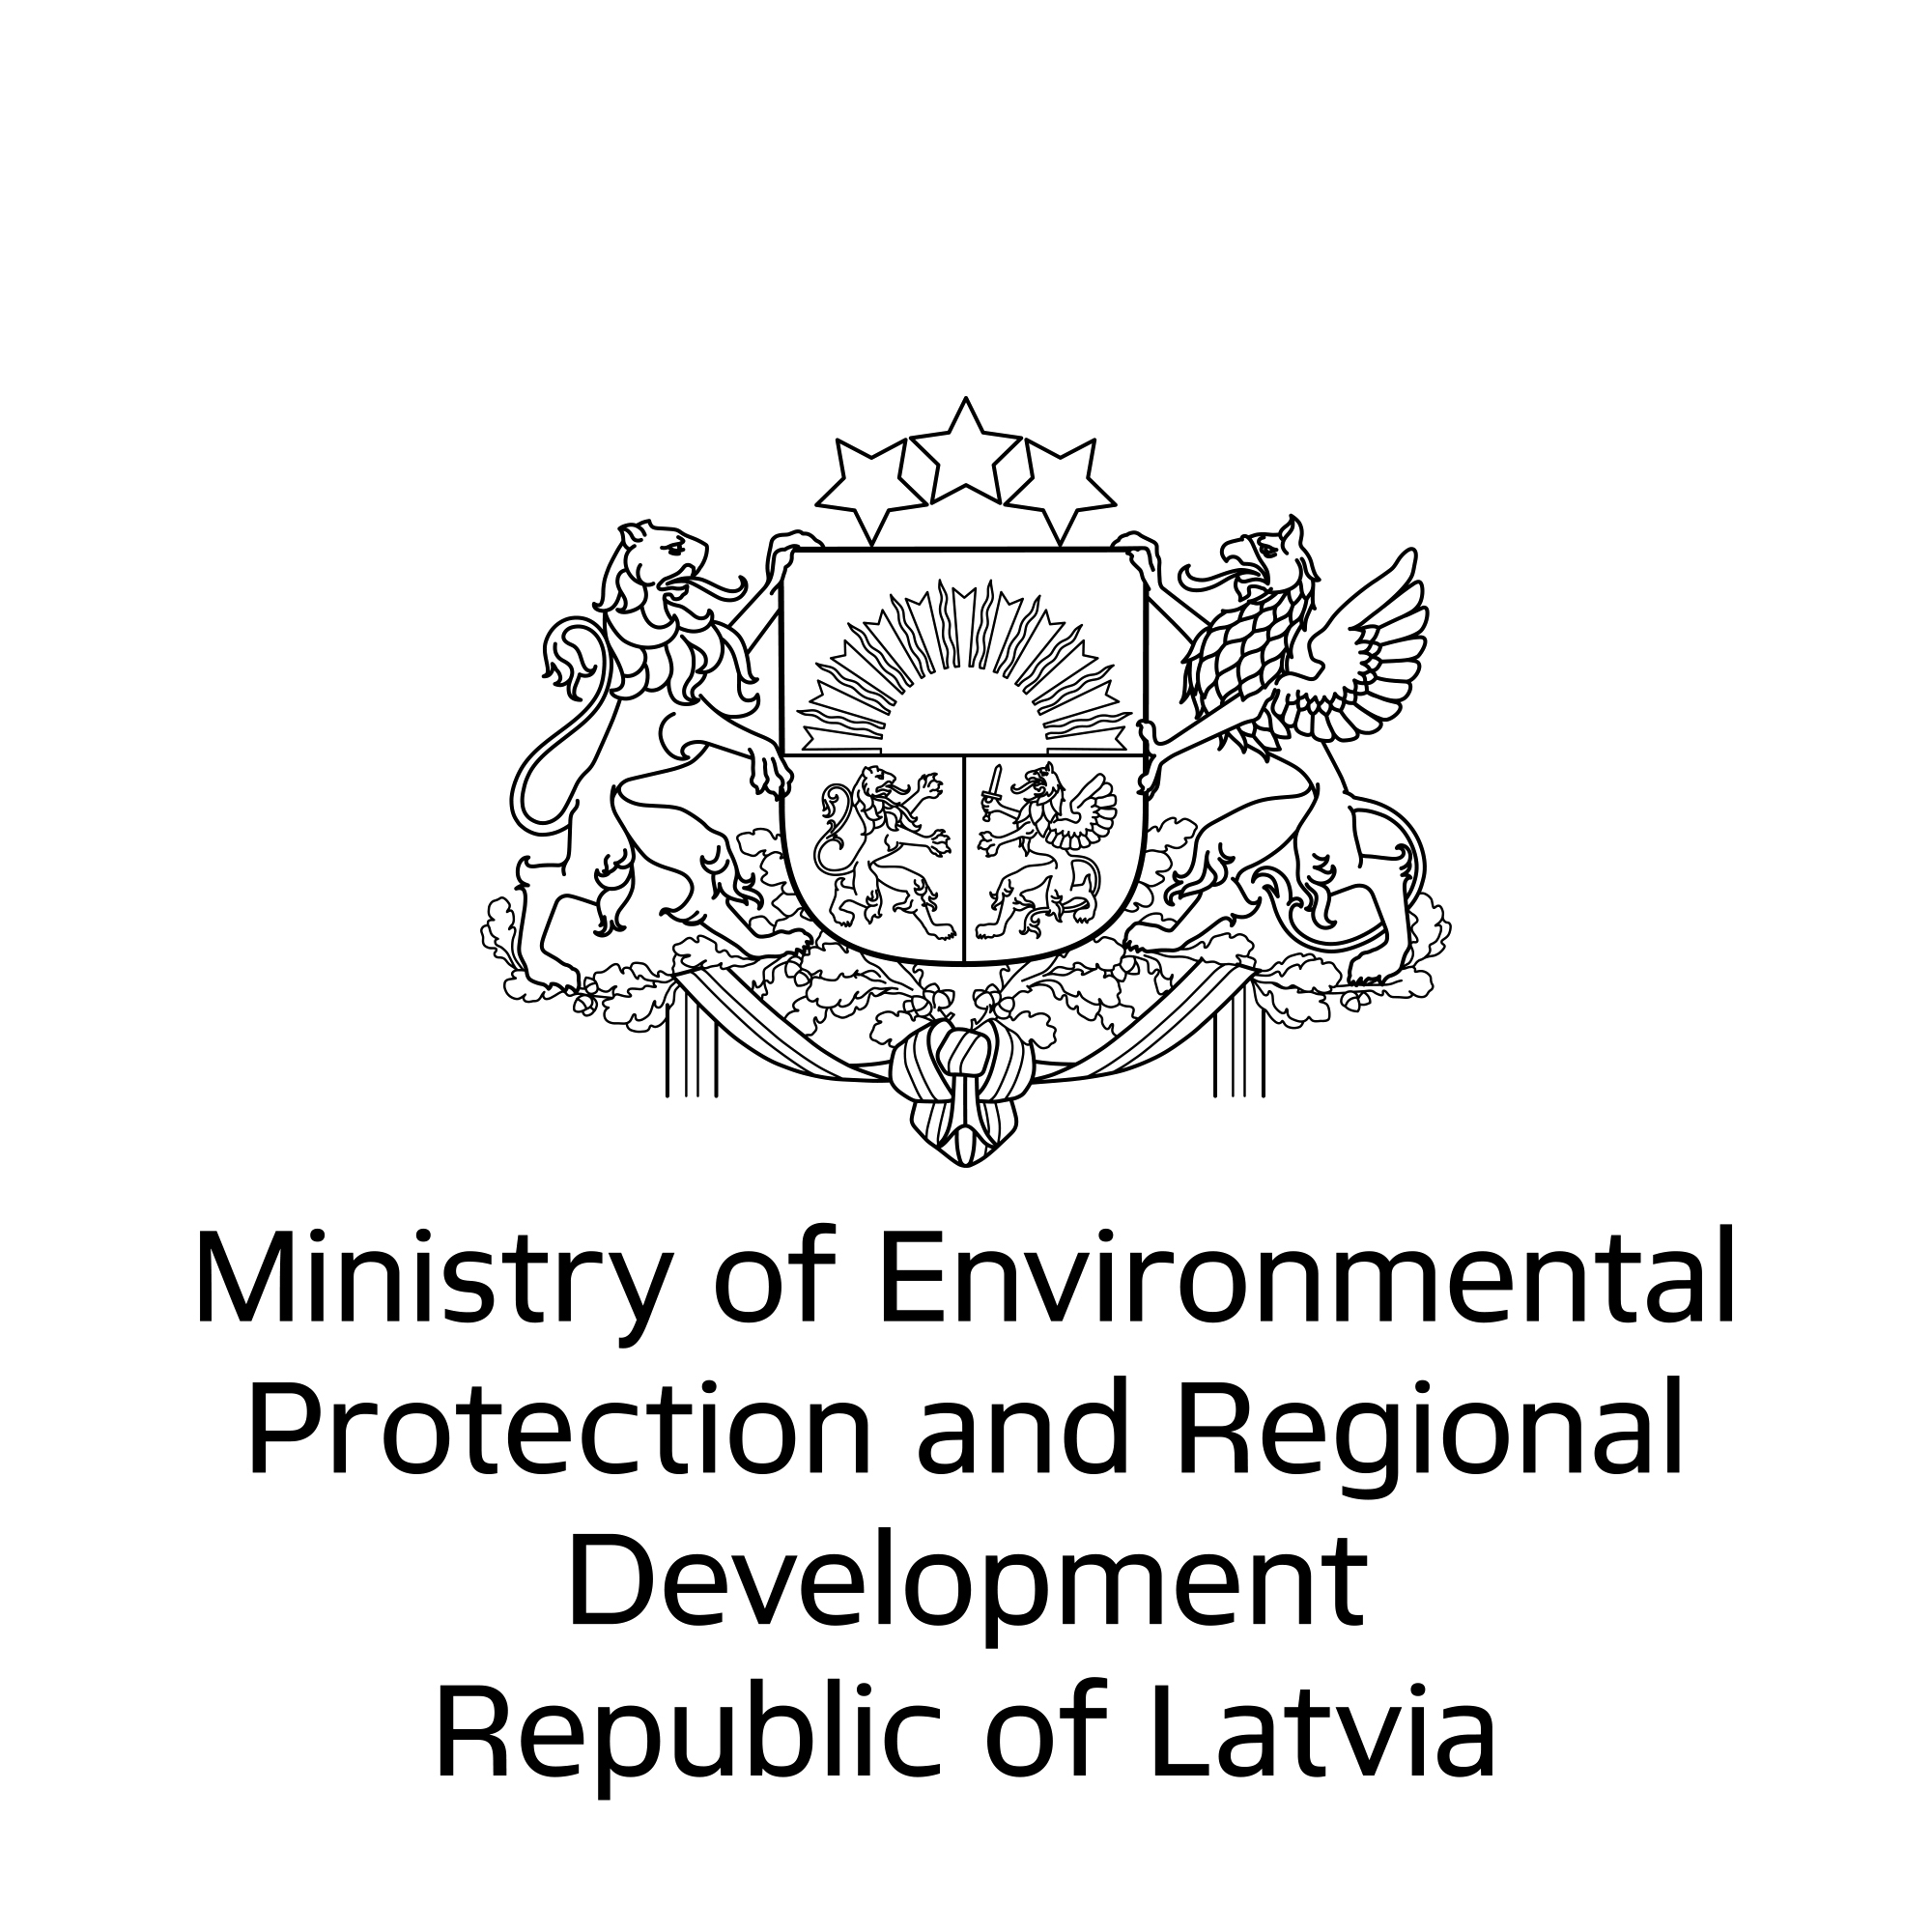 Ministry of Environmental
Protection and Regional
Development
Republic of Latvia